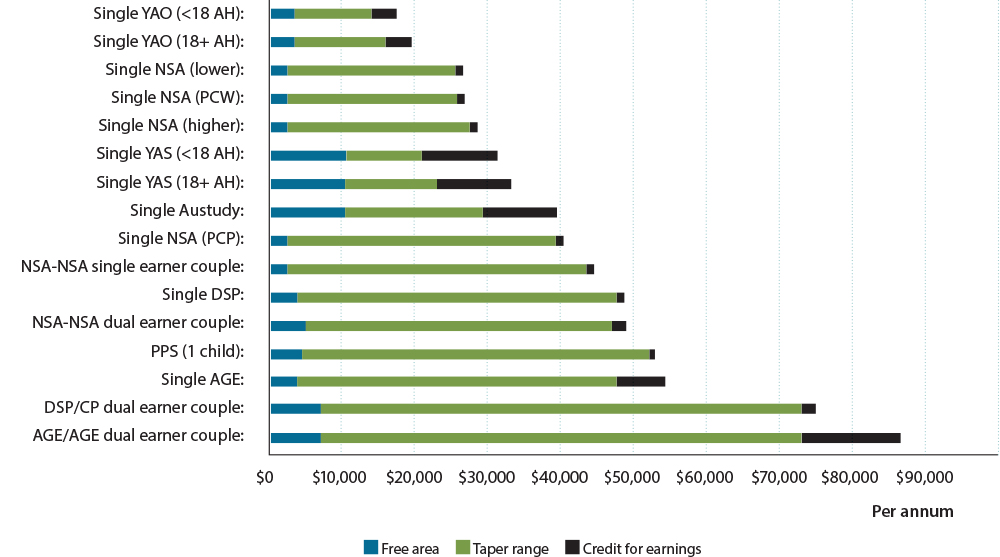 Single YAO (<18 AH):
Single YAO (18+ AH):
Single NSA (lower):
Single NSA (PCW):
Single NSA (higher):
Single YAS (<18 AH):
Single YAS (18+ AH):
Single Austudy:
Single NSA (PCP):
NSA-NSA single earner couple:
Single DSP:
NSA-NSA dual earner couple:
PPS (1 child):
Single AGE:
DSP/CP dual earner couple:
AGE/AGE dual earner couple:
$0 $10,000 $20,000 $30,000 $40,000 $50,000 $60,000 $70,000 $80,000 $90,000
Per annum
Free area Taper range Credit for earnings